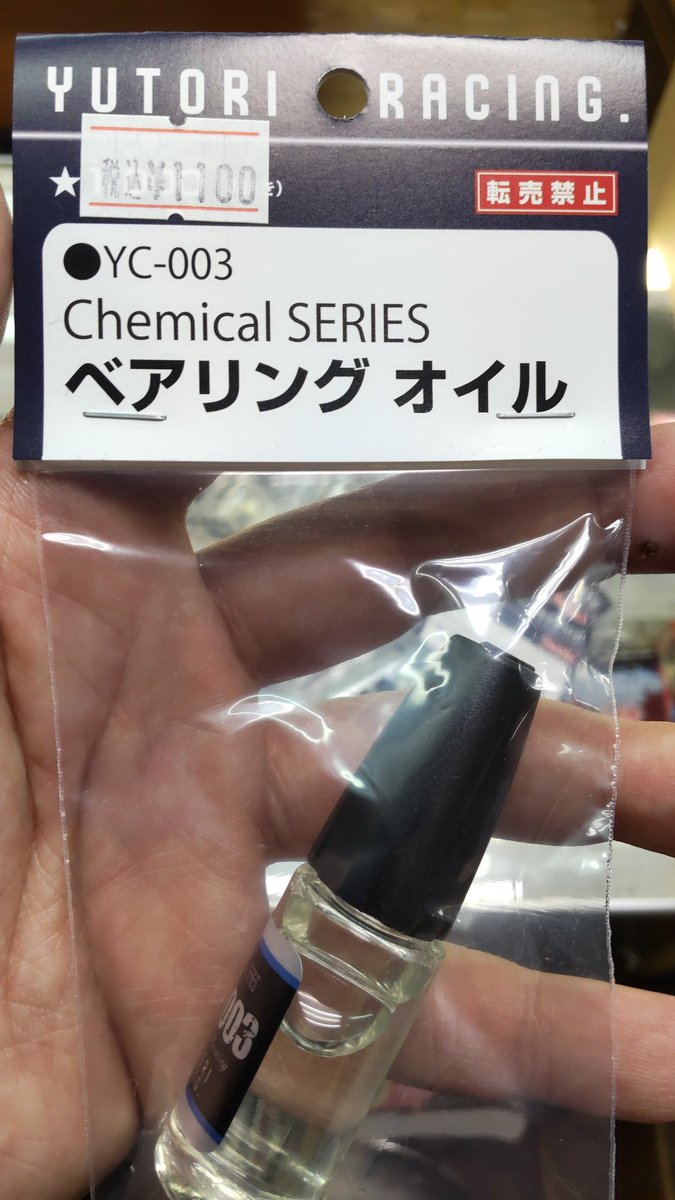 YUTORI RACING.
税込¥1100
転売禁止
●YC-003
Chemical SERIES
ベアリング オイル
003